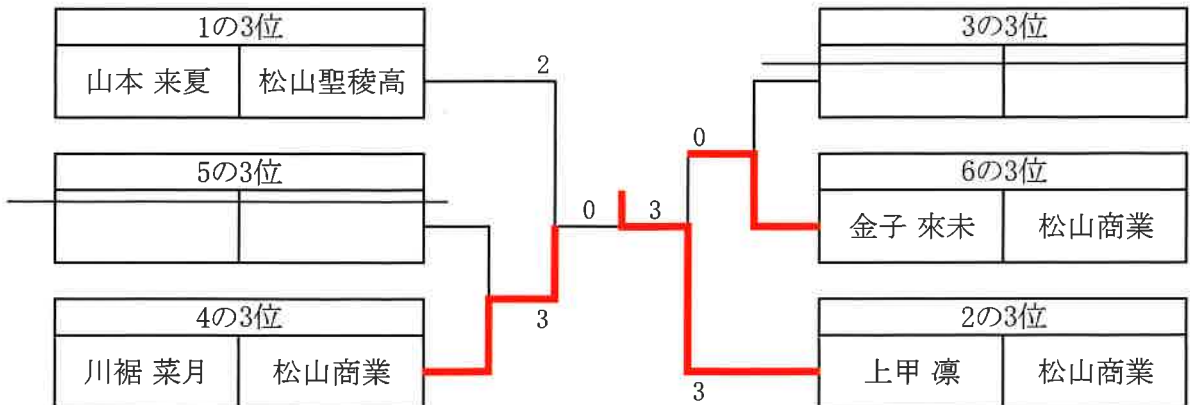 1の3位
山本 来夏 松山聖稜高
5の3位
4の3位
川裾 菜月 松山商業
2
3
0
3
0
3
3の3位
6の3位
金子 來未 松山商業
2の3位
上甲 凛 松山商業